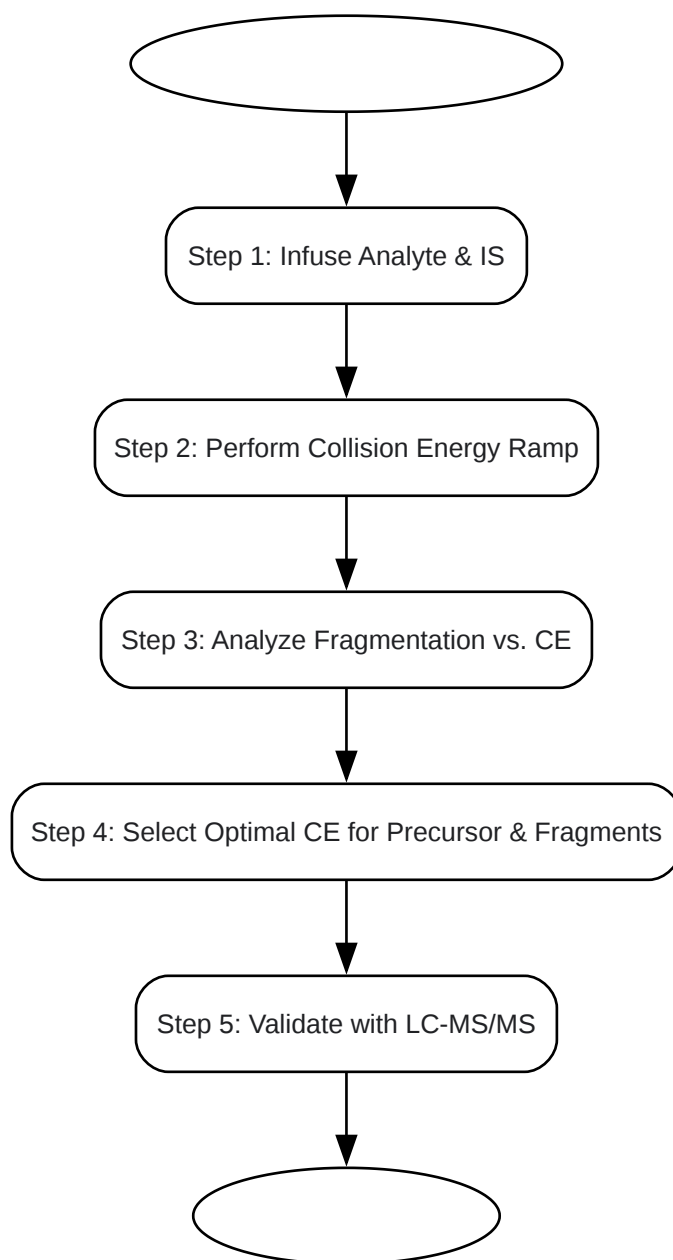 Step 1: Infuse Analyte & IS
Step 2: Perform Collision Energy Ramp
Step 3: Analyze Fragmentation vs. CE
Step 4: Select Optimal CE for Precursor & Fragments
Step 5: Validate with LC-MS/MS